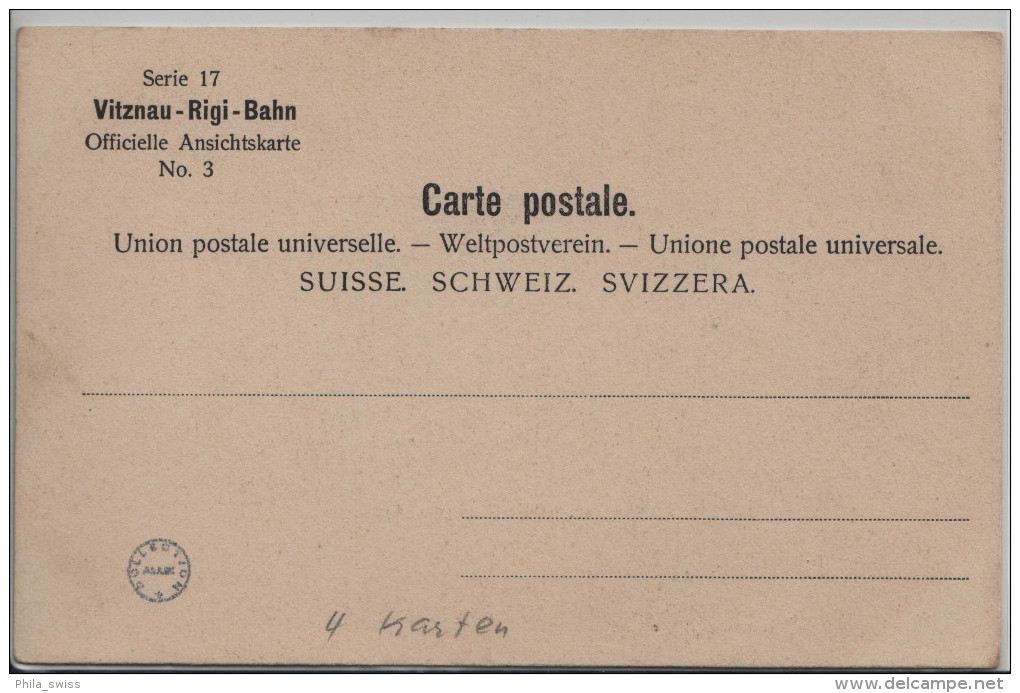 Serie 17
Vitznau-Rigi-Bahn
Officielle Ansichtskarte
No. 3
Carte postale.
Union postale universelle. — Weltpostverein. — Unione postale universale.
SUISSE. SCHWEIZ. SVIZZERA.
COLLECTION
4 Karten
Phila_swiss
www.delcampe.net